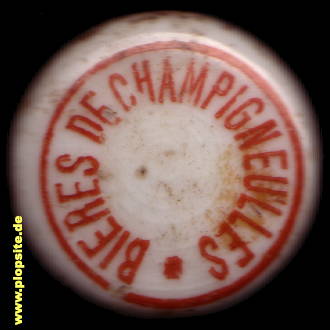 BIERES DE CHAMPIGNEULLES *
www.plopsite.de